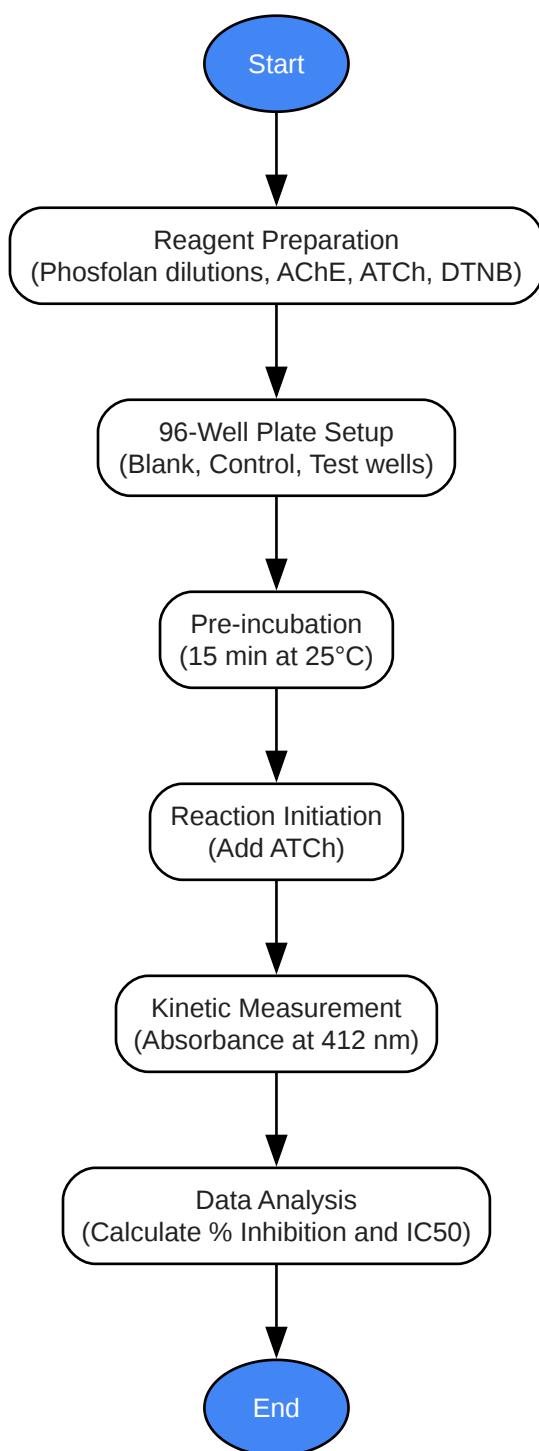 Start
Reagent Preparation
(Phosfolan dilutions, AChE, ATCh, DTNB)
96-Well Plate Setup
(Blank, Control, Test wells)
Pre-incubation
(15 min at 25°C)
Reaction Initiation
(Add ATCh)
Kinetic Measurement
(Absorbance at 412 nm)
Data Analysis
(Calculate % Inhibition and IC50)
End